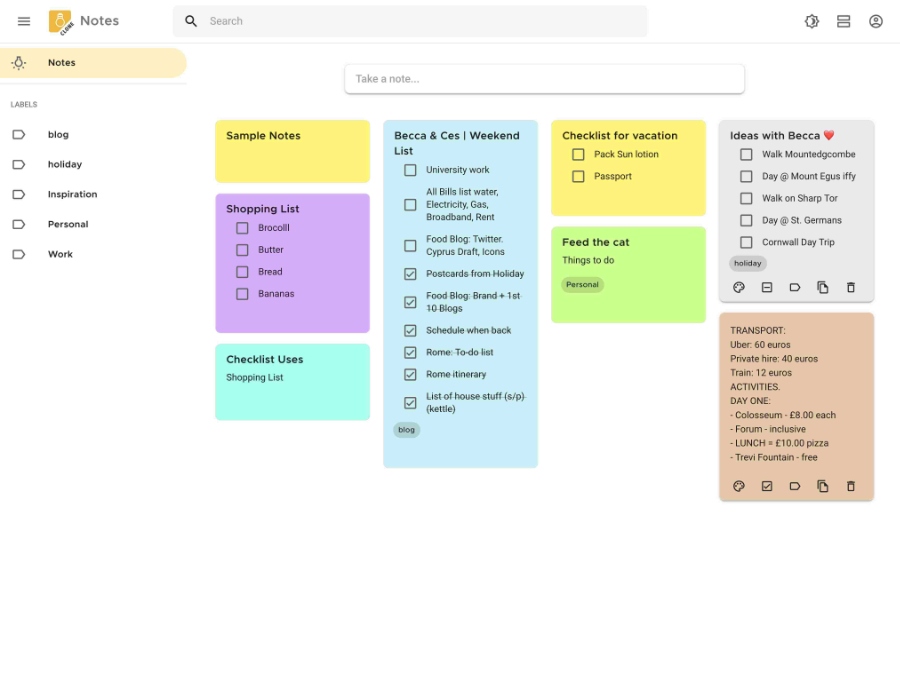 CLONE
Notes
Search
Notes
LABELS
blog
holiday
Inspiration
Personal
Work
Take a note...
Sample Notes
Shopping List
Brocolll
Butter
Bread
Bananas
Checklist Uses
Shopping List
Becca & Ces | Weekend
List
University work
All Bills list water,
Electricity, Gas,
Broadband, Rent
Food Blog: Twitter.
Cyprus Draft, Icons
Postcards from Holiday
Food Blog: Brand + 1st
10 Blogs
Schedule when back
Rome: To-do list
Rome itinerary
List of house stuff (s/p)
(kettle)
blog
Checklist for vacation
Pack Sun lotion
Passport
Feed the cat
Things to do
Personal
Ideas with Becca ❤️
Walk Mountedgcombe
Day @ Mount Egus iffy
Walk on Sharp Tor
Day @ St. Germans
Cornwall Day Trip
holiday
TRANSPORT:
Uber: 60 euros
Private hire: 40 euros
Train: 12 euros
ACTIVITIES.
DAY ONE:
- Colosseum - £8.00 each
- Forum - inclusive
- LUNCH = £10.00 pizza
- Trevi Fountain - free